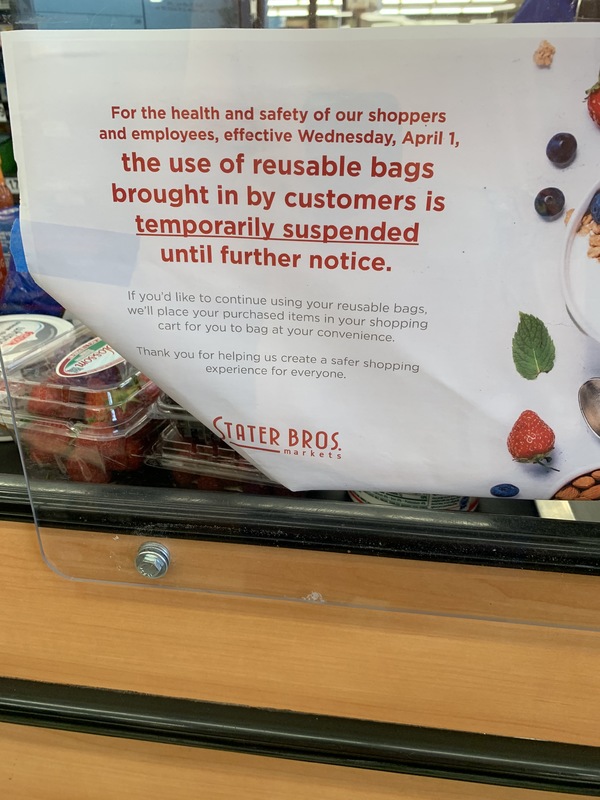 For the health and safety of our shoppers
and employees, effective Wednesday, April 1,
the use of reusable bags
brought in by customers is
temporarily suspended
until further notice.
If you'd like to continue using your reusable bags,
we'll place your purchased items in your shopping
cart for you to bag at your convenience.
Thank you for helping us create a safer shopping
experience for everyone.
STATER BROS.
markets